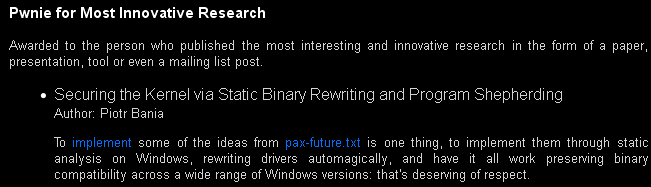 Pwnie for Most Innovative Research
Awarded to the person who published the most interesting and innovative research in the form of a paper,
presentation, tool or even a mailing list post.
• Securing the Kernel via Static Binary Rewriting and Program Shepherding
Author: Piotr Bania
To implement some of the ideas from pax-future.txt is one thing, to implement them through static
analysis on Windows, rewriting drivers automagically, and have it all work preserving binary
compatibility across a wide range of Windows versions: that's deserving of respect.